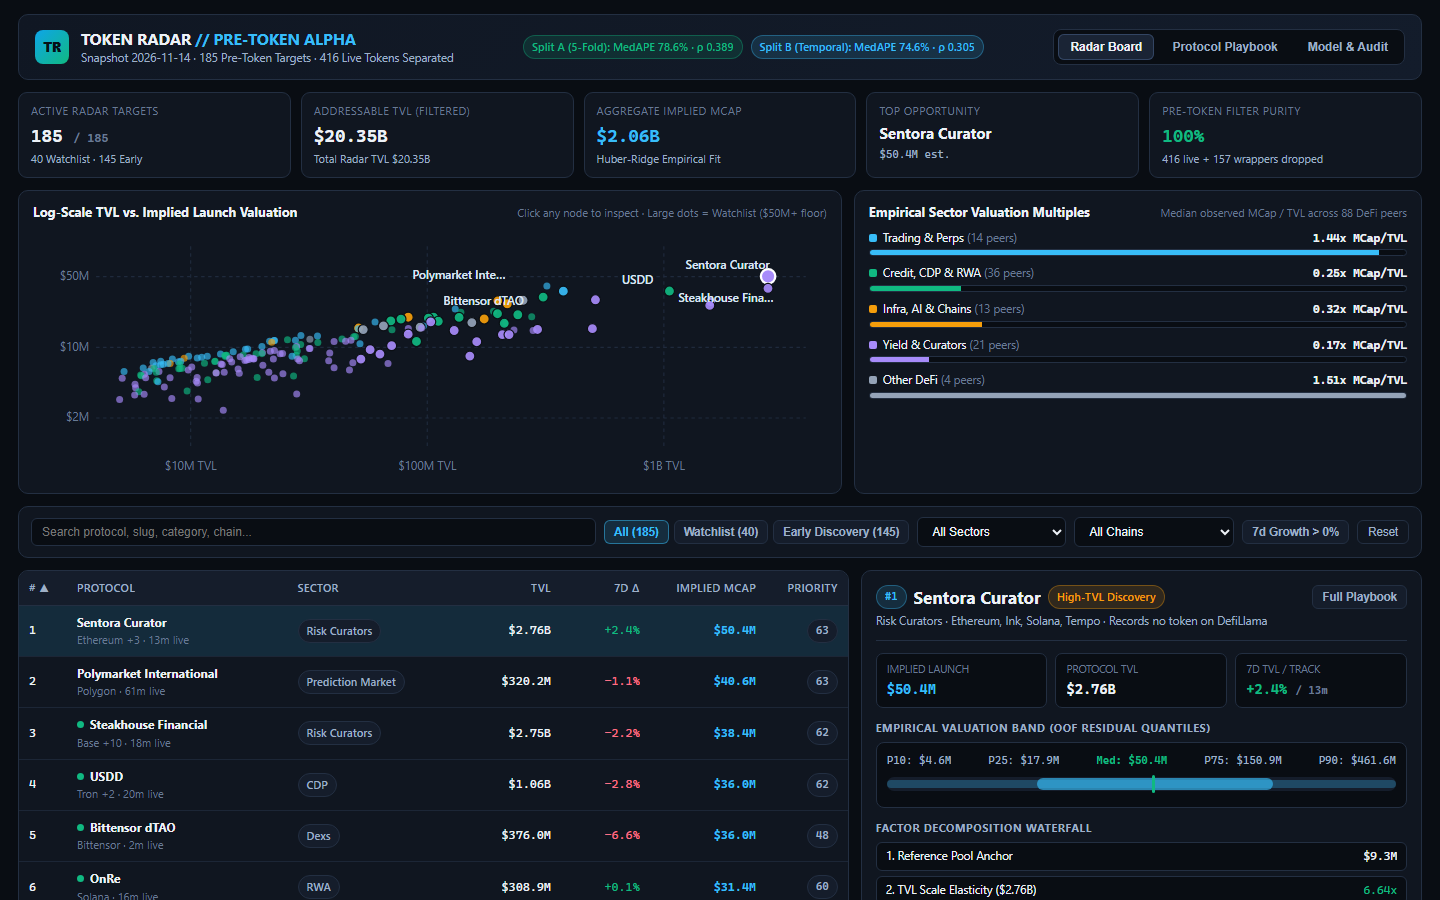 TR
TOKEN RADAR // PRE-TOKEN ALPHA
Snapshot 2026-11-14 · 185 Pre-Token Targets · 416 Live Tokens Separated
Split A (5-Fold): MedAPE 78.6% · ρ 0.389
Split B (Temporal): MedAPE 74.6% · ρ 0.305
Radar Board
Protocol Playbook
Model & Audit
ACTIVE RADAR TARGETS
185 / 185
40 Watchlist · 145 Early
ADDRESSABLE TVL (FILTERED)
$20.35B
Total Radar TVL $20.35B
AGGREGATE IMPLIED MCAP
$2.06B
Huber-Ridge Empirical Fit
TOP OPPORTUNITY
Sentora Curator
$50.4M est.
PRE-TOKEN FILTER PURITY
100%
416 live + 157 wrappers dropped
Log-Scale TVL vs. Implied Launch Valuation
Click any node to inspect · Large dots = Watchlist ($50M+ floor)
$50M
$10M
$2M
Polymarket Inte...
Bittensor dTAO
USDD
Sentora Curator
Steakhouse Fina...
$10M TVL
$100M TVL
$1B TVL
Empirical Sector Valuation Multiples
Median observed MCap / TVL across 88 DeFi peers
Trading & Perps (14 peers)
1.44x MCap/TVL
Credit, CDP & RWA (36 peers)
0.25x MCap/TVL
Infra, AI & Chains (13 peers)
0.32x MCap/TVL
Yield & Curators (21 peers)
0.17x MCap/TVL
Other DeFi (4 peers)
1.51x MCap/TVL
Search protocol, slug, category, chain...
All (185)
Watchlist (40)
Early Discovery (145)
All Sectors
All Chains
7d Growth > 0%
Reset
# ▲ PROTOCOL SECTOR TVL 7D Δ IMPLIED MCAP PRIORITY
1 Sentora Curator Risk Curators $2.76B +2.4% $50.4M 63
Ethereum +3 · 13m live
2 Polymarket International Prediction Market $320.2M −1.1% $40.6M 63
Polygon · 61m live
3 Steakhouse Financial Risk Curators $2.75B −2.2% $38.4M 62
Base +10 · 18m live
4 USDD CDP $1.06B −2.8% $36.0M 62
Tron +2 · 20m live
5 Bittensor dTAO Dexs $376.0M −6.6% $36.0M 48
Bittensor · 2m live
6 OnRe RWA $308.9M +0.1% $31.4M 60
Solana · 16m live
#1 Sentora Curator High-TVL Discovery
Full Playbook
Risk Curators · Ethereum, Ink, Solana, Tempo · Records no token on DefiLlama
IMPLIED LAUNCH
$50.4M
PROTOCOL TVL
$2.76B
7D TVL / TRACK
+2.4% / 13m
EMPIRICAL VALUATION BAND (OOF RESIDUAL QUANTILES)
P10: $4.6M P25: $17.9M Med: $50.4M P75: $150.9M P90: $461.6M
FACTOR DECOMPOSITION WATERFALL
1. Reference Pool Anchor $9.3M
2. TVL Scale Elasticity ($2.76B) 6.64x